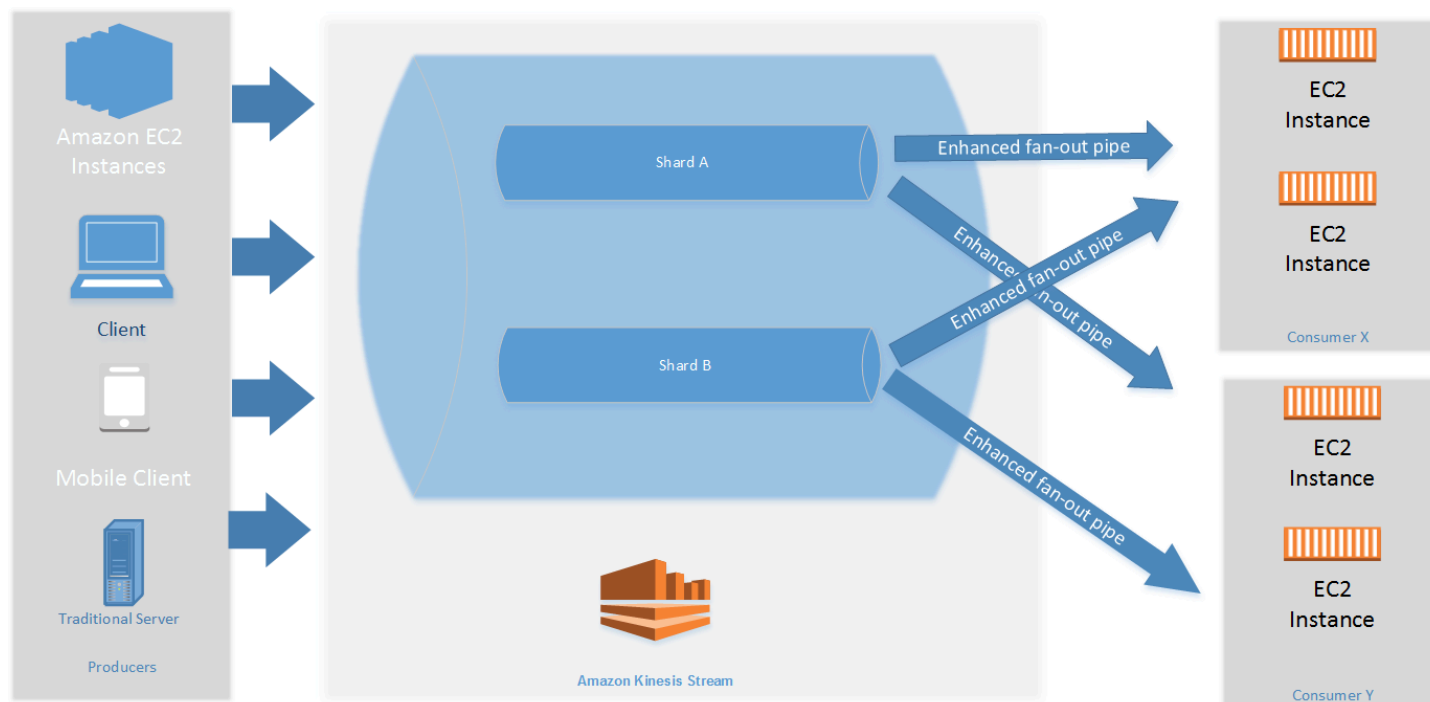 Amazon EC2
Instances
Client
Mobile Client
Traditional Server
Producers
Shard A
Shard B
Amazon Kinesis Stream
Enhanced fan-out pipe
Enhanced fan-out pipe
Enhanced fan-out pipe
Enhanced fan-out pipe
EC2
Instance
EC2
Instance
Consumer X
EC2
Instance
EC2
Instance
Consumer Y